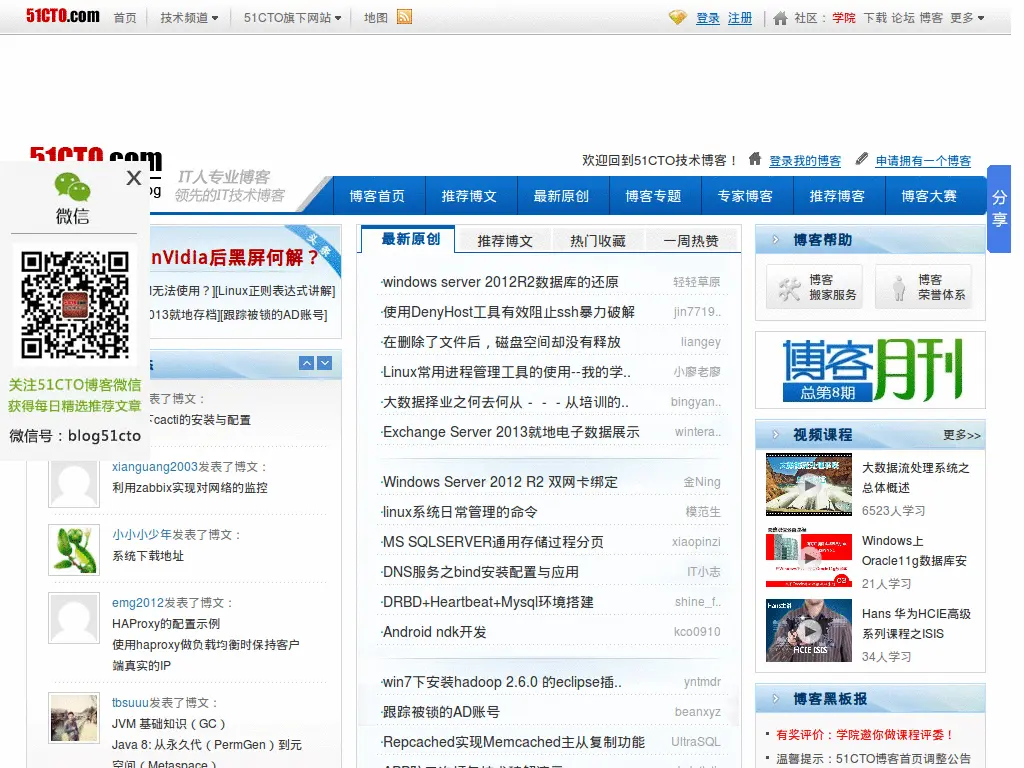 51CTO.com 首页 技术频道 51CTO旗下网站 地图 登录 注册 社区： 学院 下载 论坛 博客 更多
51CTO.com
IT人专业博客
领先的IT技术博客
欢迎回到51CTO技术博客！ 登录我的博客 申请拥有一个博客
博客首页 推荐博文 最新原创 博客专题 专家博客 推荐博客 博客大赛
分享
微信
关注51CTO博客微信
获得每日精选推荐文章
微信号：blog51cto
头条
nVidia后黑屏何解？
无法使用？][Linux正则表达式讲解]
013就地存档][跟踪被锁的AD账号]
表了博文：
cacti的安装与配置
xianguang2003发表了博文：
利用zabbix实现对网络的监控
小小小少年发表了博文：
系统下载地址
emg2012发表了博文：
HAProxy的配置示例
使用haproxy做负载均衡时保持客户
端真实的IP
tbsuuu发表了博文：
JVM 基础知识（GC）
Java 8: 从永久代（PermGen）到元
空间（Metaspace）
最新原创 推荐博文 热门收藏 一周热赞
·windows server 2012R2数据库的还原 轻轻草原
·使用DenyHost工具有效阻止ssh暴力破解 jin7719..
·在删除了文件后，磁盘空间却没有释放 liangey
·Linux常用进程管理工具的使用--我的学.. 小廖老廖
·大数据择业之何去何从 - - - 从培训的.. bingyan..
·Exchange Server 2013就地电子数据展示 wintera..
·Windows Server 2012 R2 双网卡绑定 金Ning
·linux系统日常管理的命令 模范生
·MS SQLSERVER通用存储过程分页 xiaopinzi
·DNS服务之bind安装配置与应用 IT小志
·DRBD+Heartbeat+Mysql环境搭建 shine_f..
·Android ndk开发 kco0910
·win7下安装hadoop 2.6.0 的eclipse插.. yntmdr
·跟踪被锁的AD账号 beanxyz
·Repcached实现Memcached主从复制功能 UltraSQL
博客帮助
博客
搬家服务
博客
荣誉体系
博客月刊
总第8期
视频课程 更多>>
大数据流处理系统之
总体概述
6523人学习
Windows上
Oracle11g数据库安
21人学习
Hans 华为HCIE高级
系列课程之ISIS
34人学习
HCIE ISIS
博客黑板报
有奖评价：学院邀你做课程评委！
温馨提示：51CTO博客首页调整公告